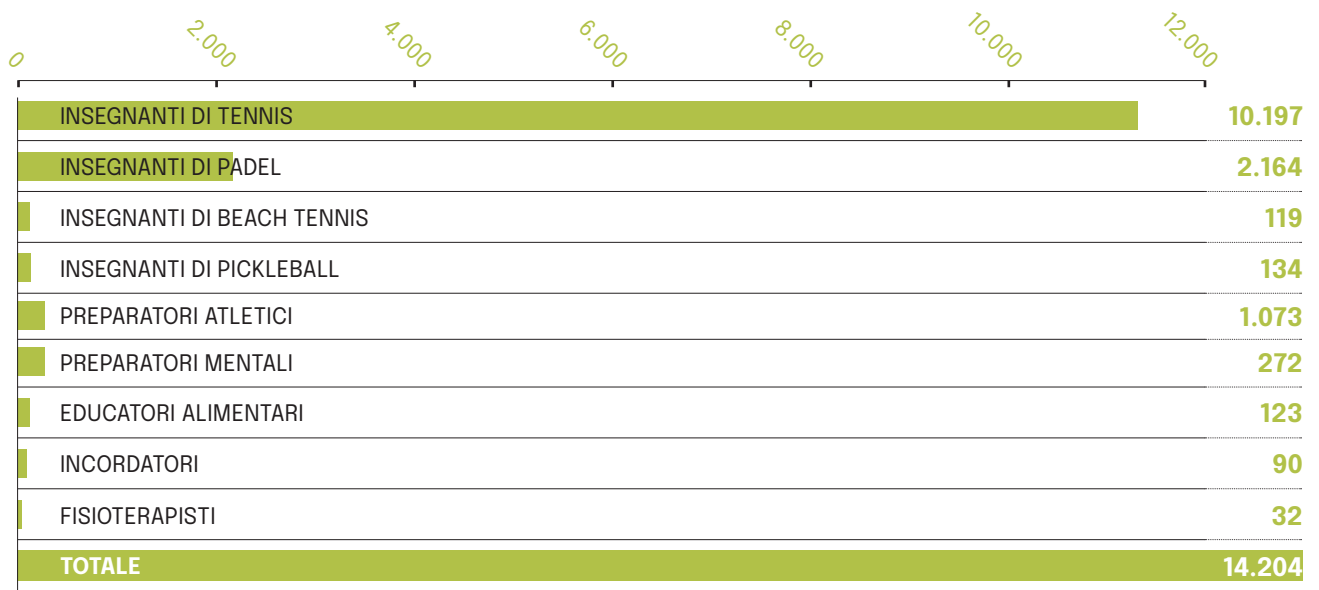 0 2.000 4.000 6.000 8.000 10.000 12.000
INSEGNANTI DI TENNIS 10.197
INSEGNANTI DI PADEL 2.164
INSEGNANTI DI BEACH TENNIS 119
INSEGNANTI DI PICKLEBALL 134
PREPARATORI ATLETICI 1.073
PREPARATORI MENTALI 272
EDUCATORI ALIMENTARI 123
INCORDATORI 90
FISIOTERAPISTI 32
TOTALE 14.204